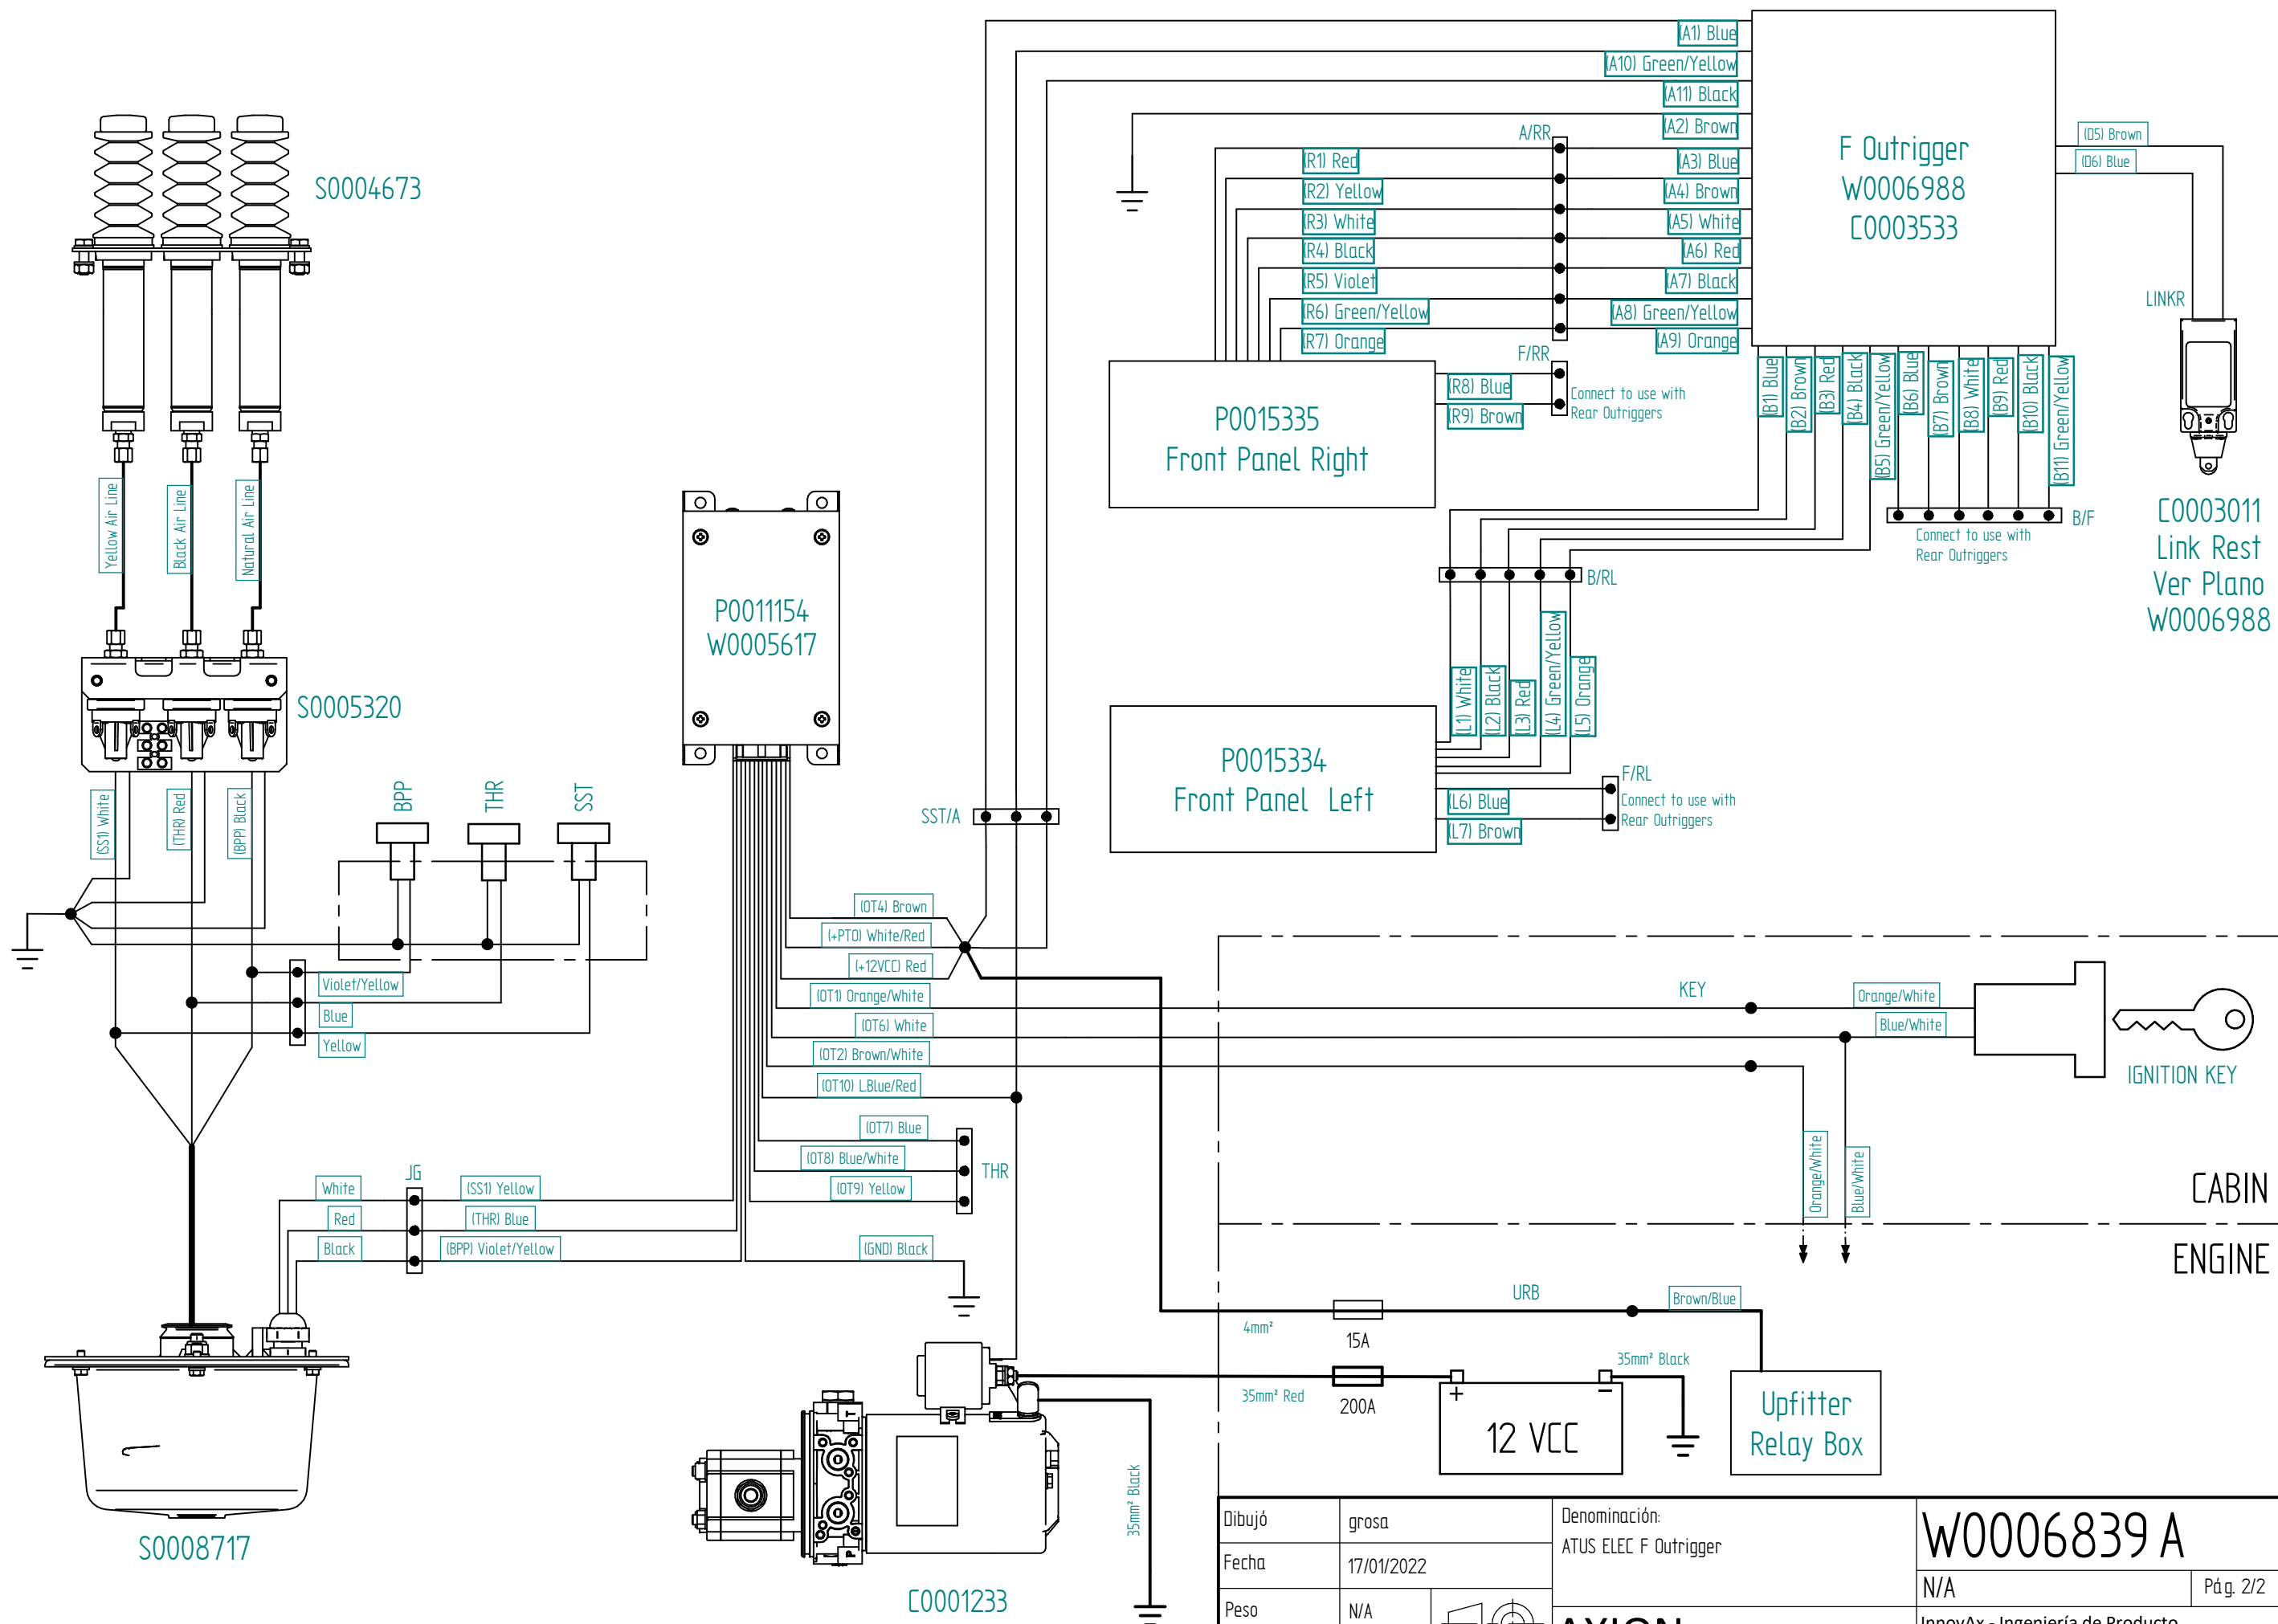 (A1) Blue
(A10) Green/Yellow
(A11) Black
(A2) Brown
(A3) Blue
(A4) Brown
(A5) White
(A6) Red
(A7) Black
(A8) Green/Yellow
(A9) Orange
A/RR
(R1) Red
(R2) Yellow
(R3) White
(R4) Black
(R5) Violet
(R6) Green/Yellow
(R7) Orange
F/RR
(R8) Blue
(R9) Brown
Connect to use with
Rear Outriggers
F Outrigger
W0006988
C0003533
(D5) Brown
(D6) Blue
LINKR
C0003011
Link Rest
Ver Plano
W0006988
(B1) Blue
(B2) Brown
(B3) Red
(B4) Black
(B5) Green/Yellow
(B6) Blue
(B7) Brown
(B8) White
(B9) Red
(B10) Black
(B11) Green/Yellow
B/F
Connect to use with
Rear Outriggers
P0015335
Front Panel Right
B/RL
(L1) White
(L2) Black
(L3) Red
(L4) Green/Yellow
(L5) Orange
P0015334
Front Panel Left
F/RL
(L6) Blue
(L7) Brown
Connect to use with
Rear Outriggers
S0004673
Yellow Air Line
Black Air Line
Natural Air Line
S0005320
(SS1) White
(THR) Red
(BPP) Black
BPP
THR
SST
Violet/Yellow
Blue
Yellow
P0011154
W0005617
SST/A
(OT4) Brown
(+PTO) White/Red
(+12VCC) Red
(OT1) Orange/White
(OT6) White
(OT2) Brown/White
(OT10) L.Blue/Red
(OT7) Blue
(OT8) Blue/White
(OT9) Yellow
THR
(GND) Black
KEY
Orange/White
Blue/White
IGNITION KEY
Orange/White
Blue/White
CABIN
ENGINE
JG
White
Red
Black
(SS1) Yellow
(THR) Blue
(BPP) Violet/Yellow
S0008717
C0001233
T
P
35mm² Black
4mm²
15A
URB
Brown/Blue
35mm² Red
200A
35mm² Black
+
−
12 VCC
Upfitter
Relay Box
Dibujó
grosa
Fecha
17/01/2022
Peso
N/A
Denominación:
ATUS ELEC F Outrigger
W0006839 A
N/A
Pág. 2/2
AXION
InnovAx - Ingeniería de Producto